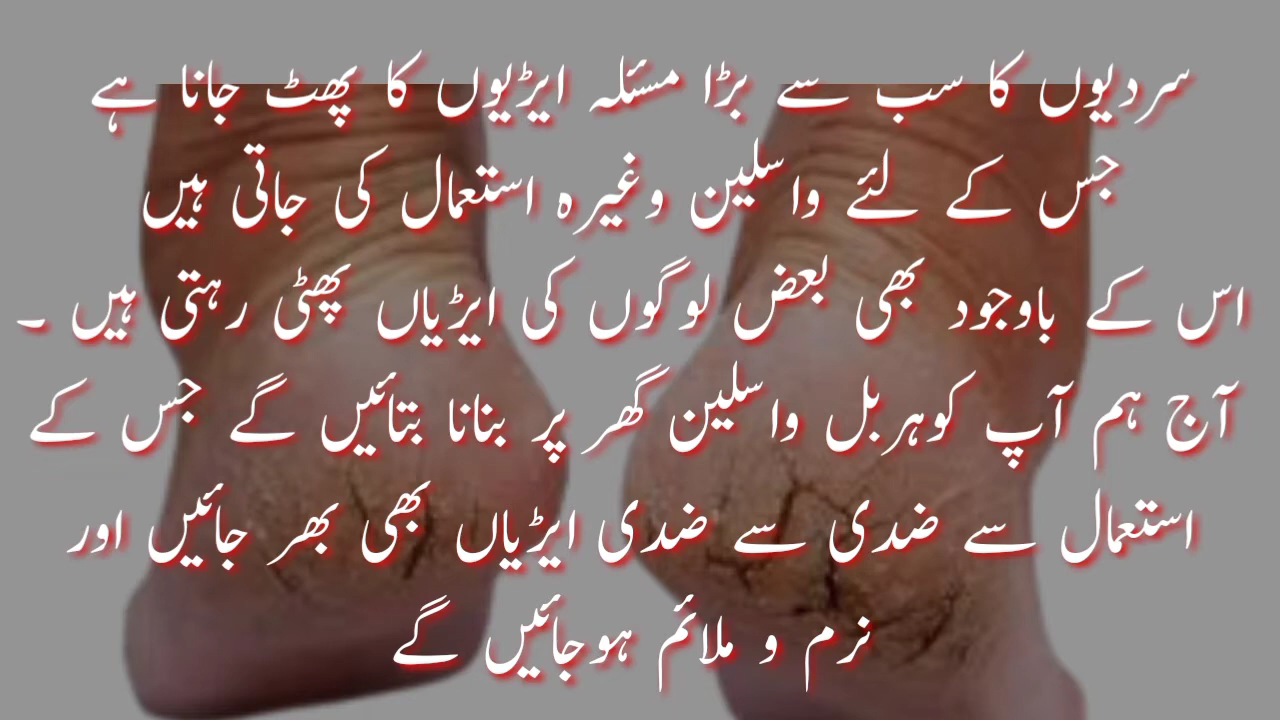 سردیوں کا سب سے بڑا مسئلہ ایڑیوں کا پھٹ جانا ہے
جس کے لئے واسلین وغیرہ استعمال کی جاتی ہیں
اس کے باوجود بھی بعض لوگوں کی ایڑیاں پھٹی رہتی ہیں ۔
آج ہم آپ کوہربل واسلین گھر پر بنانا بتائیں گے جس کے
استعمال سے ضدی سے ضدی ایڑیاں بھی بھر جائیں اور
نرم و ملائم ہوجائیں گے